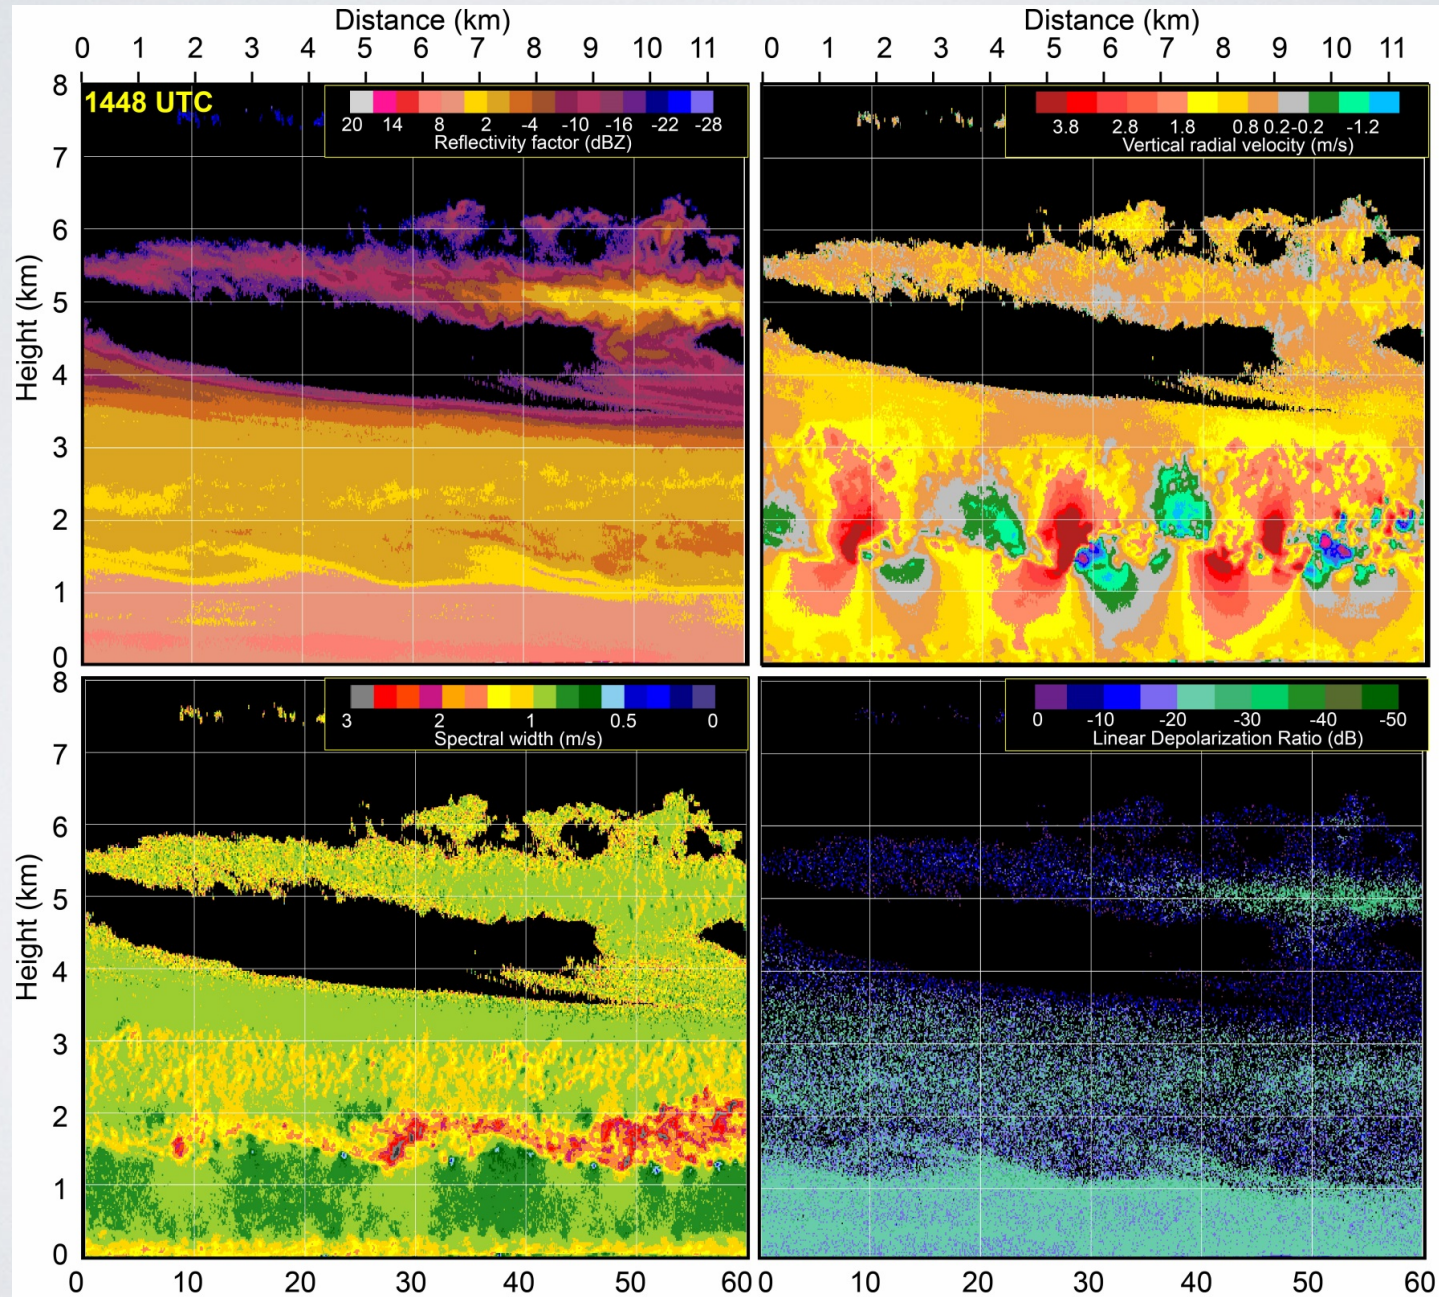 Distance (km)
Distance (km)
0 1 2 3 4 5 6 7 8 9 10 11
0 1 2 3 4 5 6 7 8 9 10 11
8
1448 UTC
20 14 8 2 -4 -10 -16 -22 -28
Reflectivity factor (dBZ)
3.8 2.8 1.8 0.8 0.2 -0.2 -1.2
Vertical radial velocity (m/s)
7
6
5
Height (km)
4
3
2
1
0
8
3 2 1 0.5 0
Spectral width (m/s)
0 -10 -20 -30 -40 -50
Linear Depolarization Ratio (dB)
7
6
5
Height (km)
4
3
2
1
0
0 10 20 30 40 50 60
0 10 20 30 40 50 60